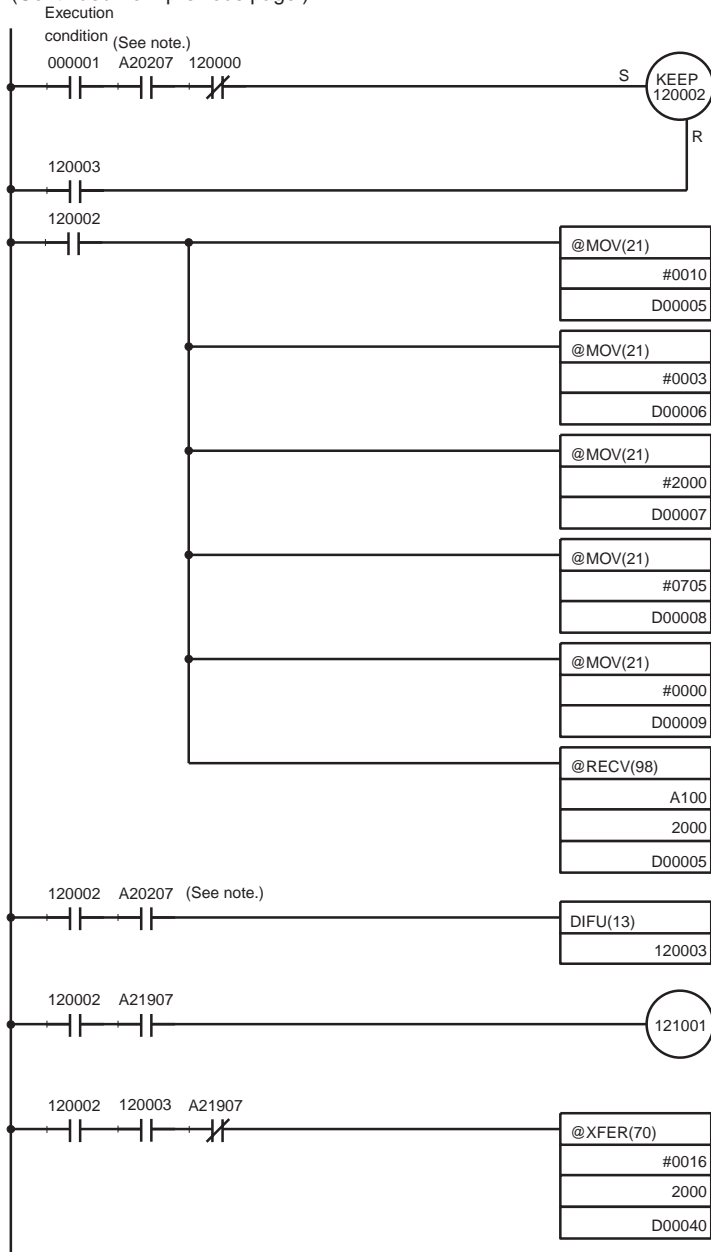 Execution
condition (See note.)
000001 A20207 120000
S
KEEP
120002
R
120003
120002
@MOV(21)
#0010
D00005
@MOV(21)
#0003
D00006
@MOV(21)
#2000
D00007
@MOV(21)
#0705
D00008
@MOV(21)
#0000
D00009
@RECV(98)
A100
2000
D00005
120002 A20207 (See note.)
DIFU(13)
120003
120002 A21907
121001
120002 120003 A21907
@XFER(70)
#0016
2000
D00040